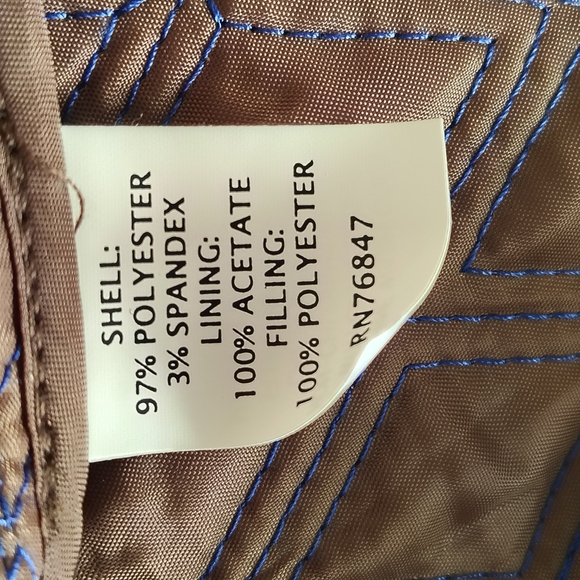 SHELL:
97% POLYESTER
3% SPANDEX
LINING:
100% ACETATE
FILLING:
100% POLYESTER
RN76847